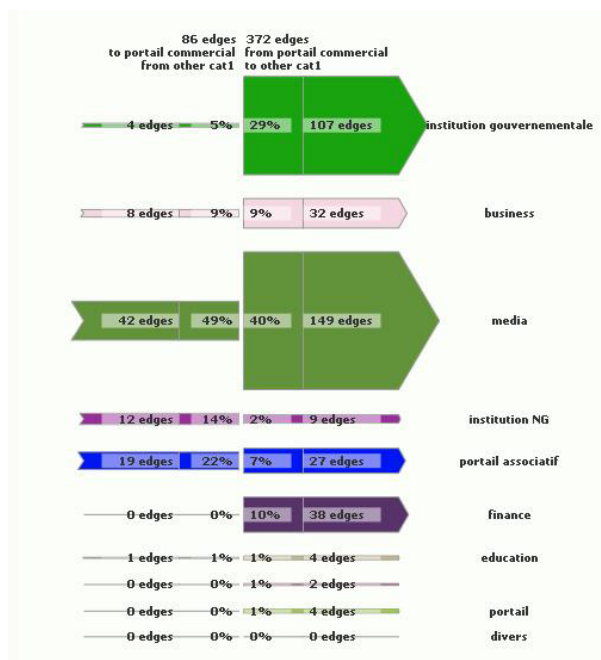 86 edges 372 edges
to portail commercial from portail commercial
from other cat1 to other cat1
4 edges 5% 29% 107 edges institution gouvernementale
8 edges 9% 9% 32 edges business
42 edges 49% 40% 149 edges media
12 edges 14% 2% 9 edges institution NG
19 edges 22% 7% 27 edges portail associatif
0 edges 0% 10% 38 edges finance
1 edges 1% 1% 4 edges education
0 edges 0% 1% 2 edges
0 edges 0% 1% 4 edges portail
0 edges 0% 0% 0 edges divers